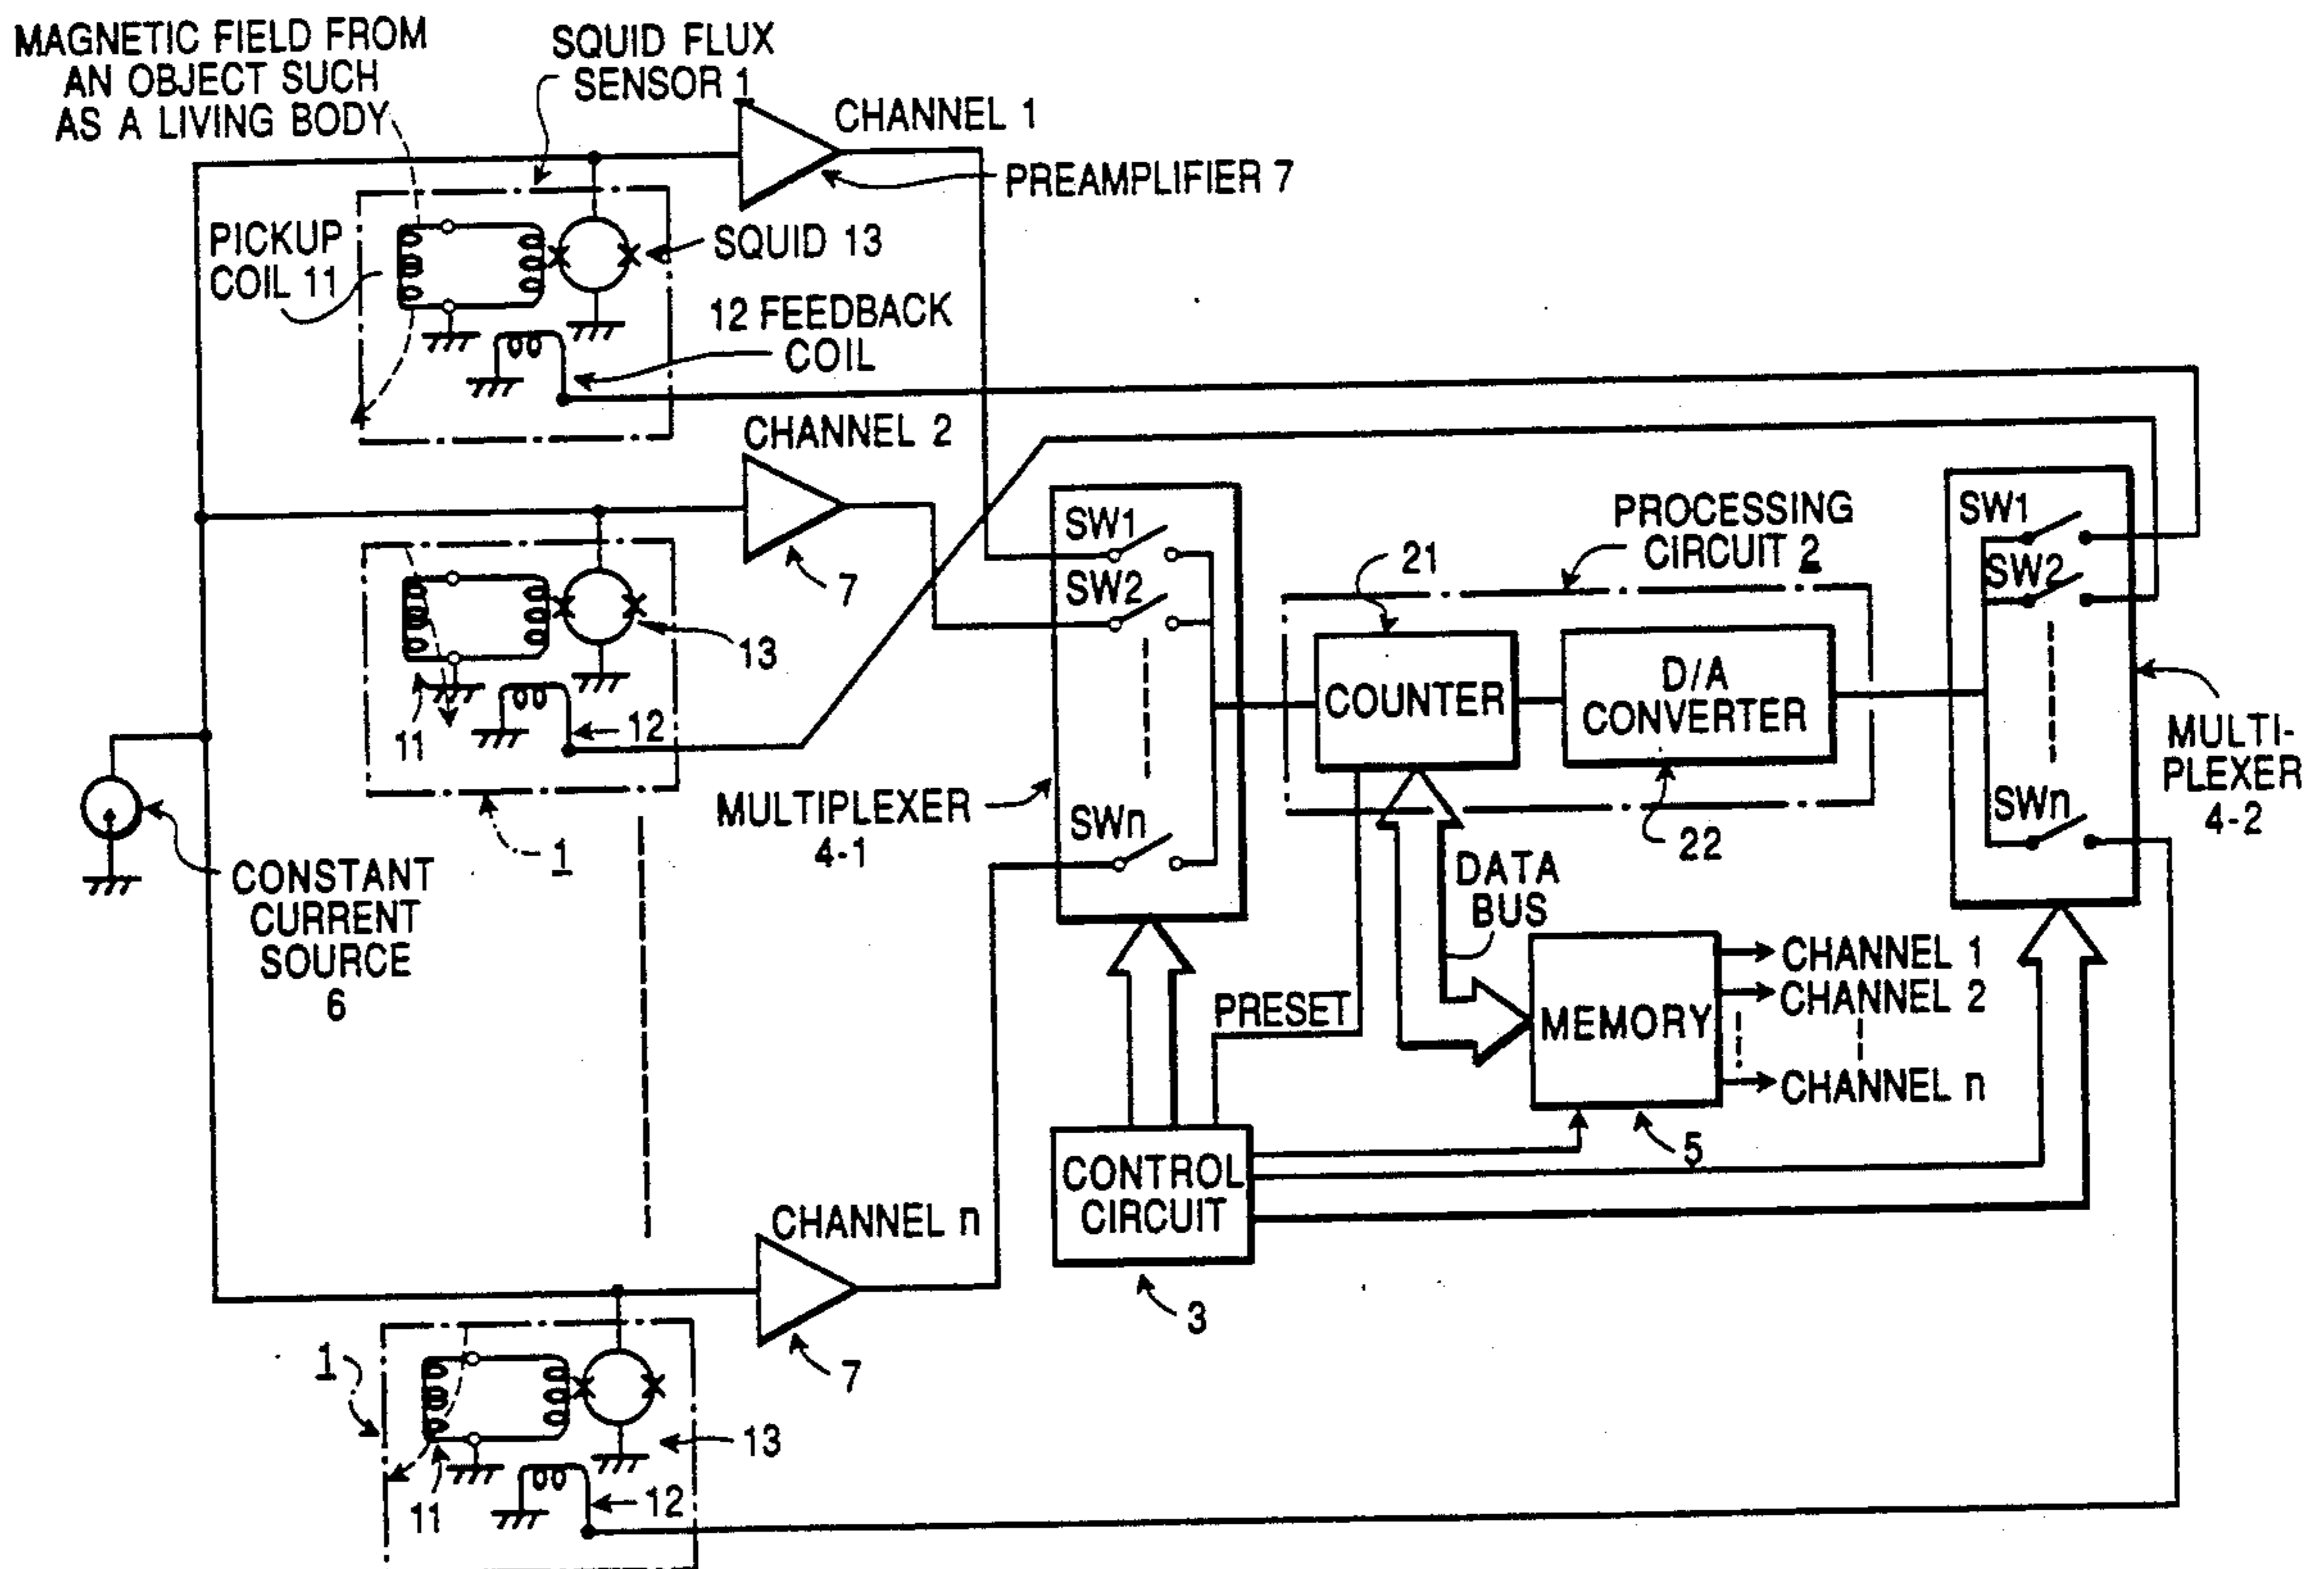 MAGNETIC FIELD FROM
AN OBJECT SUCH
AS A LIVING BODY
SQUID FLUX
SENSOR 1
CHANNEL 1
PREAMPLIFIER 7
PICKUP
COIL 11
SQUID 13
12 FEEDBACK
COIL
CHANNEL 2
7
13
11
12
1
CONSTANT
CURRENT
SOURCE
6
MULTIPLEXER
4-1
SW1
SW2
SWn
PROCESSING
CIRCUIT 2
21
COUNTER
D/A
CONVERTER
22
SW1
SW2
SWn
MULTI-
PLEXER
4-2
DATA
BUS
PRESET
MEMORY
CHANNEL 1
CHANNEL 2
CHANNEL n
5
CONTROL
CIRCUIT
3
CHANNEL n
7
1
13
11
12